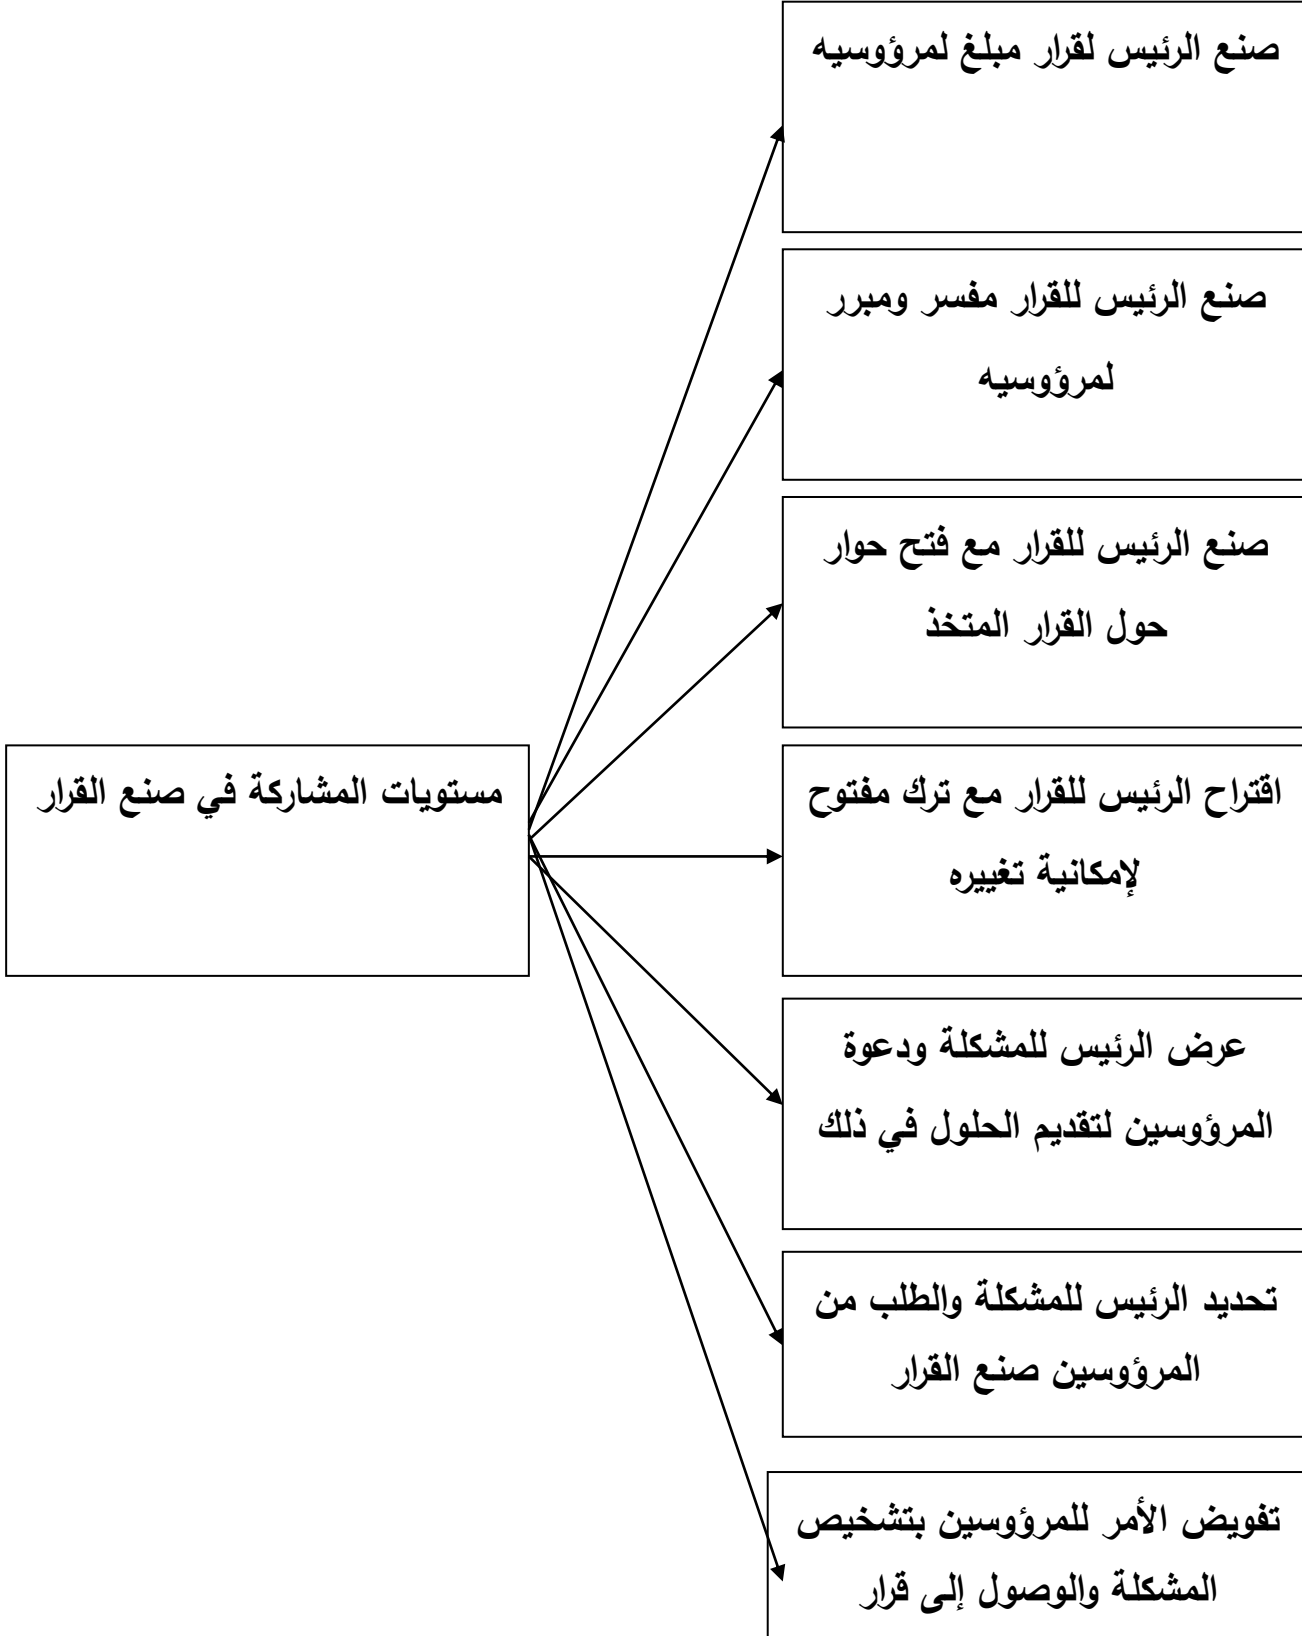 صنع الرئيس لقرار مبلغ لمرؤوسيه
صنع الرئيس للقرار مفسر ومبرر
لمرؤوسيه
صنع الرئيس للقرار مع فتح حوار
حول القرار المتخذ
مستويات المشاركة في صنع القرار
اقتراح الرئيس للقرار مع ترك مفتوح
لإمكانية تغييره
عرض الرئيس للمشكلة ودعوة
المرؤوسين لتقديم الحلول في ذلك
تحديد الرئيس للمشكلة والطلب من
المرؤوسين صنع القرار
تفويض الأمر للمرؤوسين بتشخيص
المشكلة والوصول إلى قرار